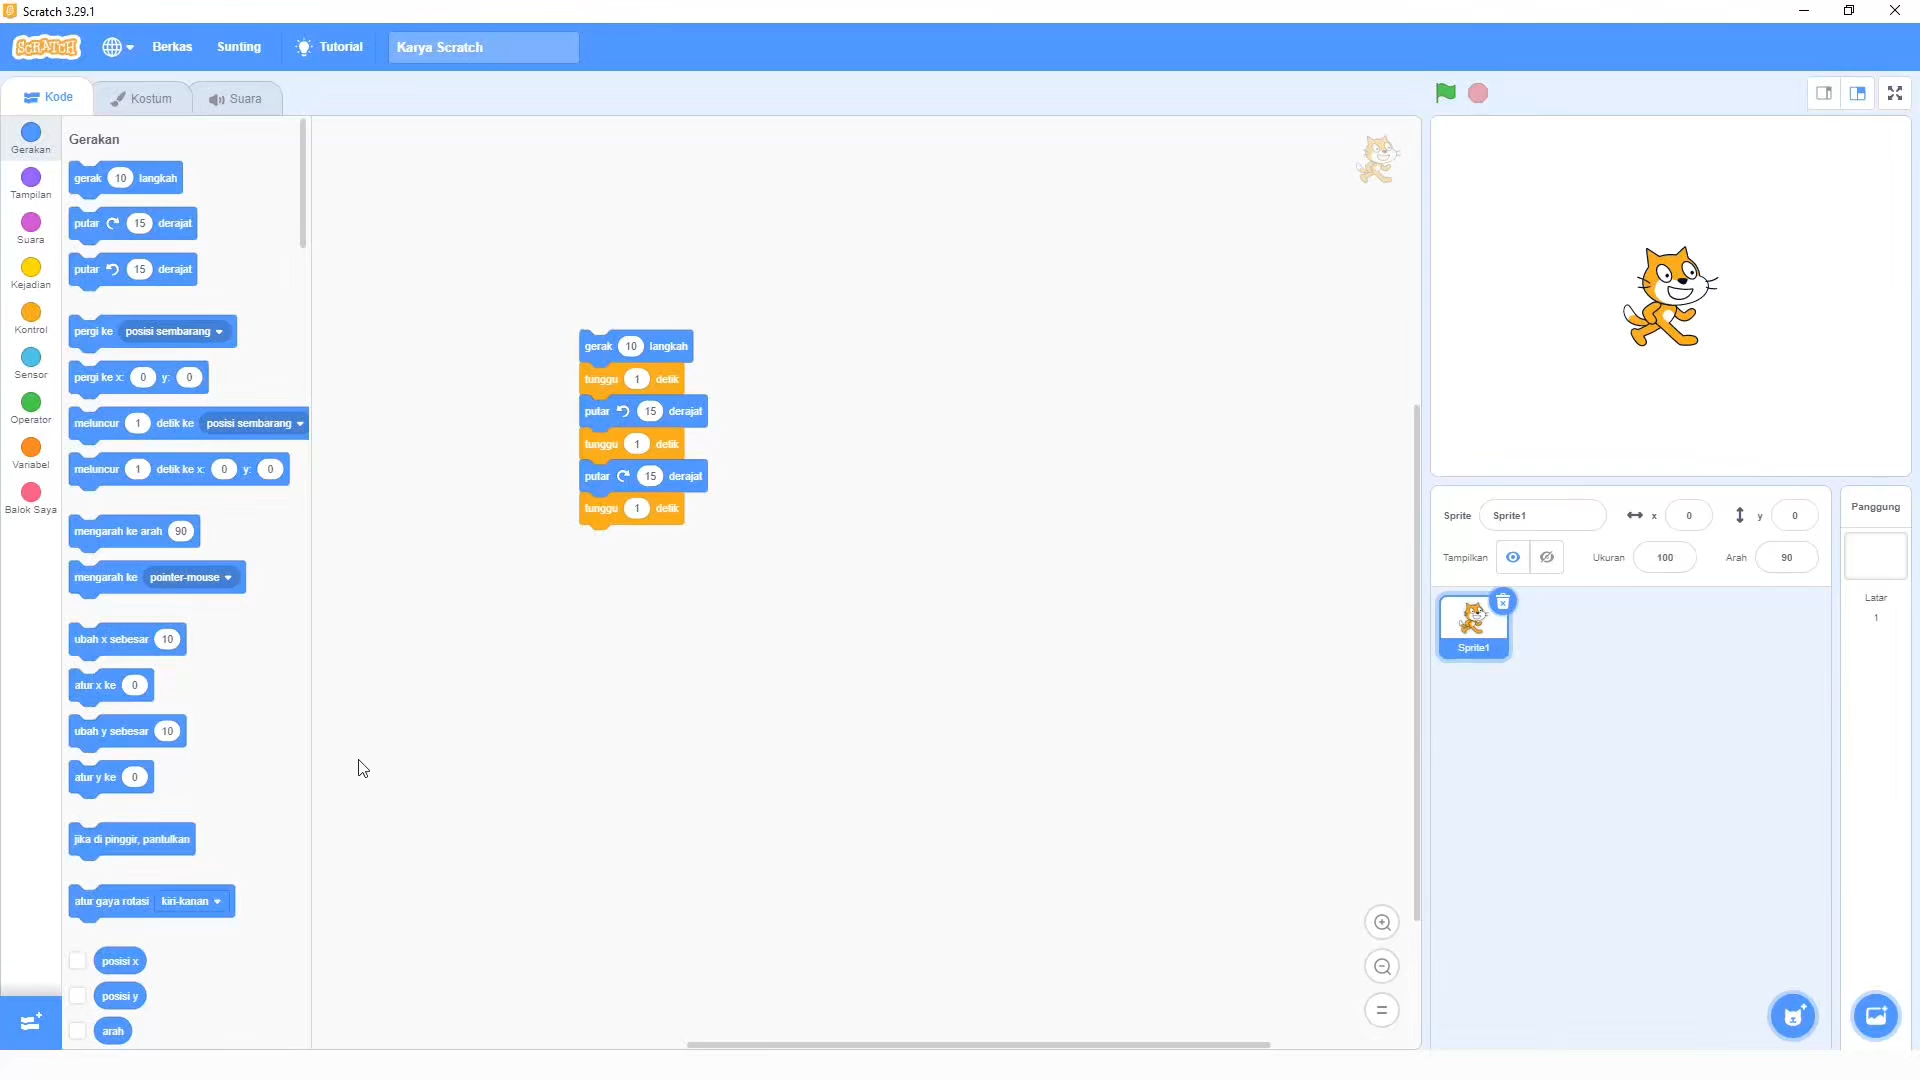 Scratch 3.29.1
SCRATCH Berkas Sunting Tutorial Karya Scratch
Kode Kostum Suara
Gerakan
Tampilan
Suara
Kejadian
Kontrol
Sensor
Operator
Variabel
Balok Saya
Gerakan
gerak 10 langkah
putar 15 derajat
putar 15 derajat
pergi ke posisi sembarang
pergi ke x: 0 y: 0
meluncur 1 detik ke posisi sembarang
meluncur 1 detik ke x: 0 y: 0
mengarah ke arah 90
mengarah ke pointer-mouse
ubah x sebesar 10
atur x ke 0
ubah y sebesar 10
atur y ke 0
jika di pinggir, pantulkan
atur gaya rotasi kiri-kanan
posisi x
posisi y
arah
gerak 10 langkah
tunggu 1 detik
putar 15 derajat
tunggu 1 detik
putar 15 derajat
tunggu 1 detik
Sprite Sprite1 x 0 y 0
Tampilkan Ukuran 100 Arah 90
Sprite1
Panggung
Latar
1